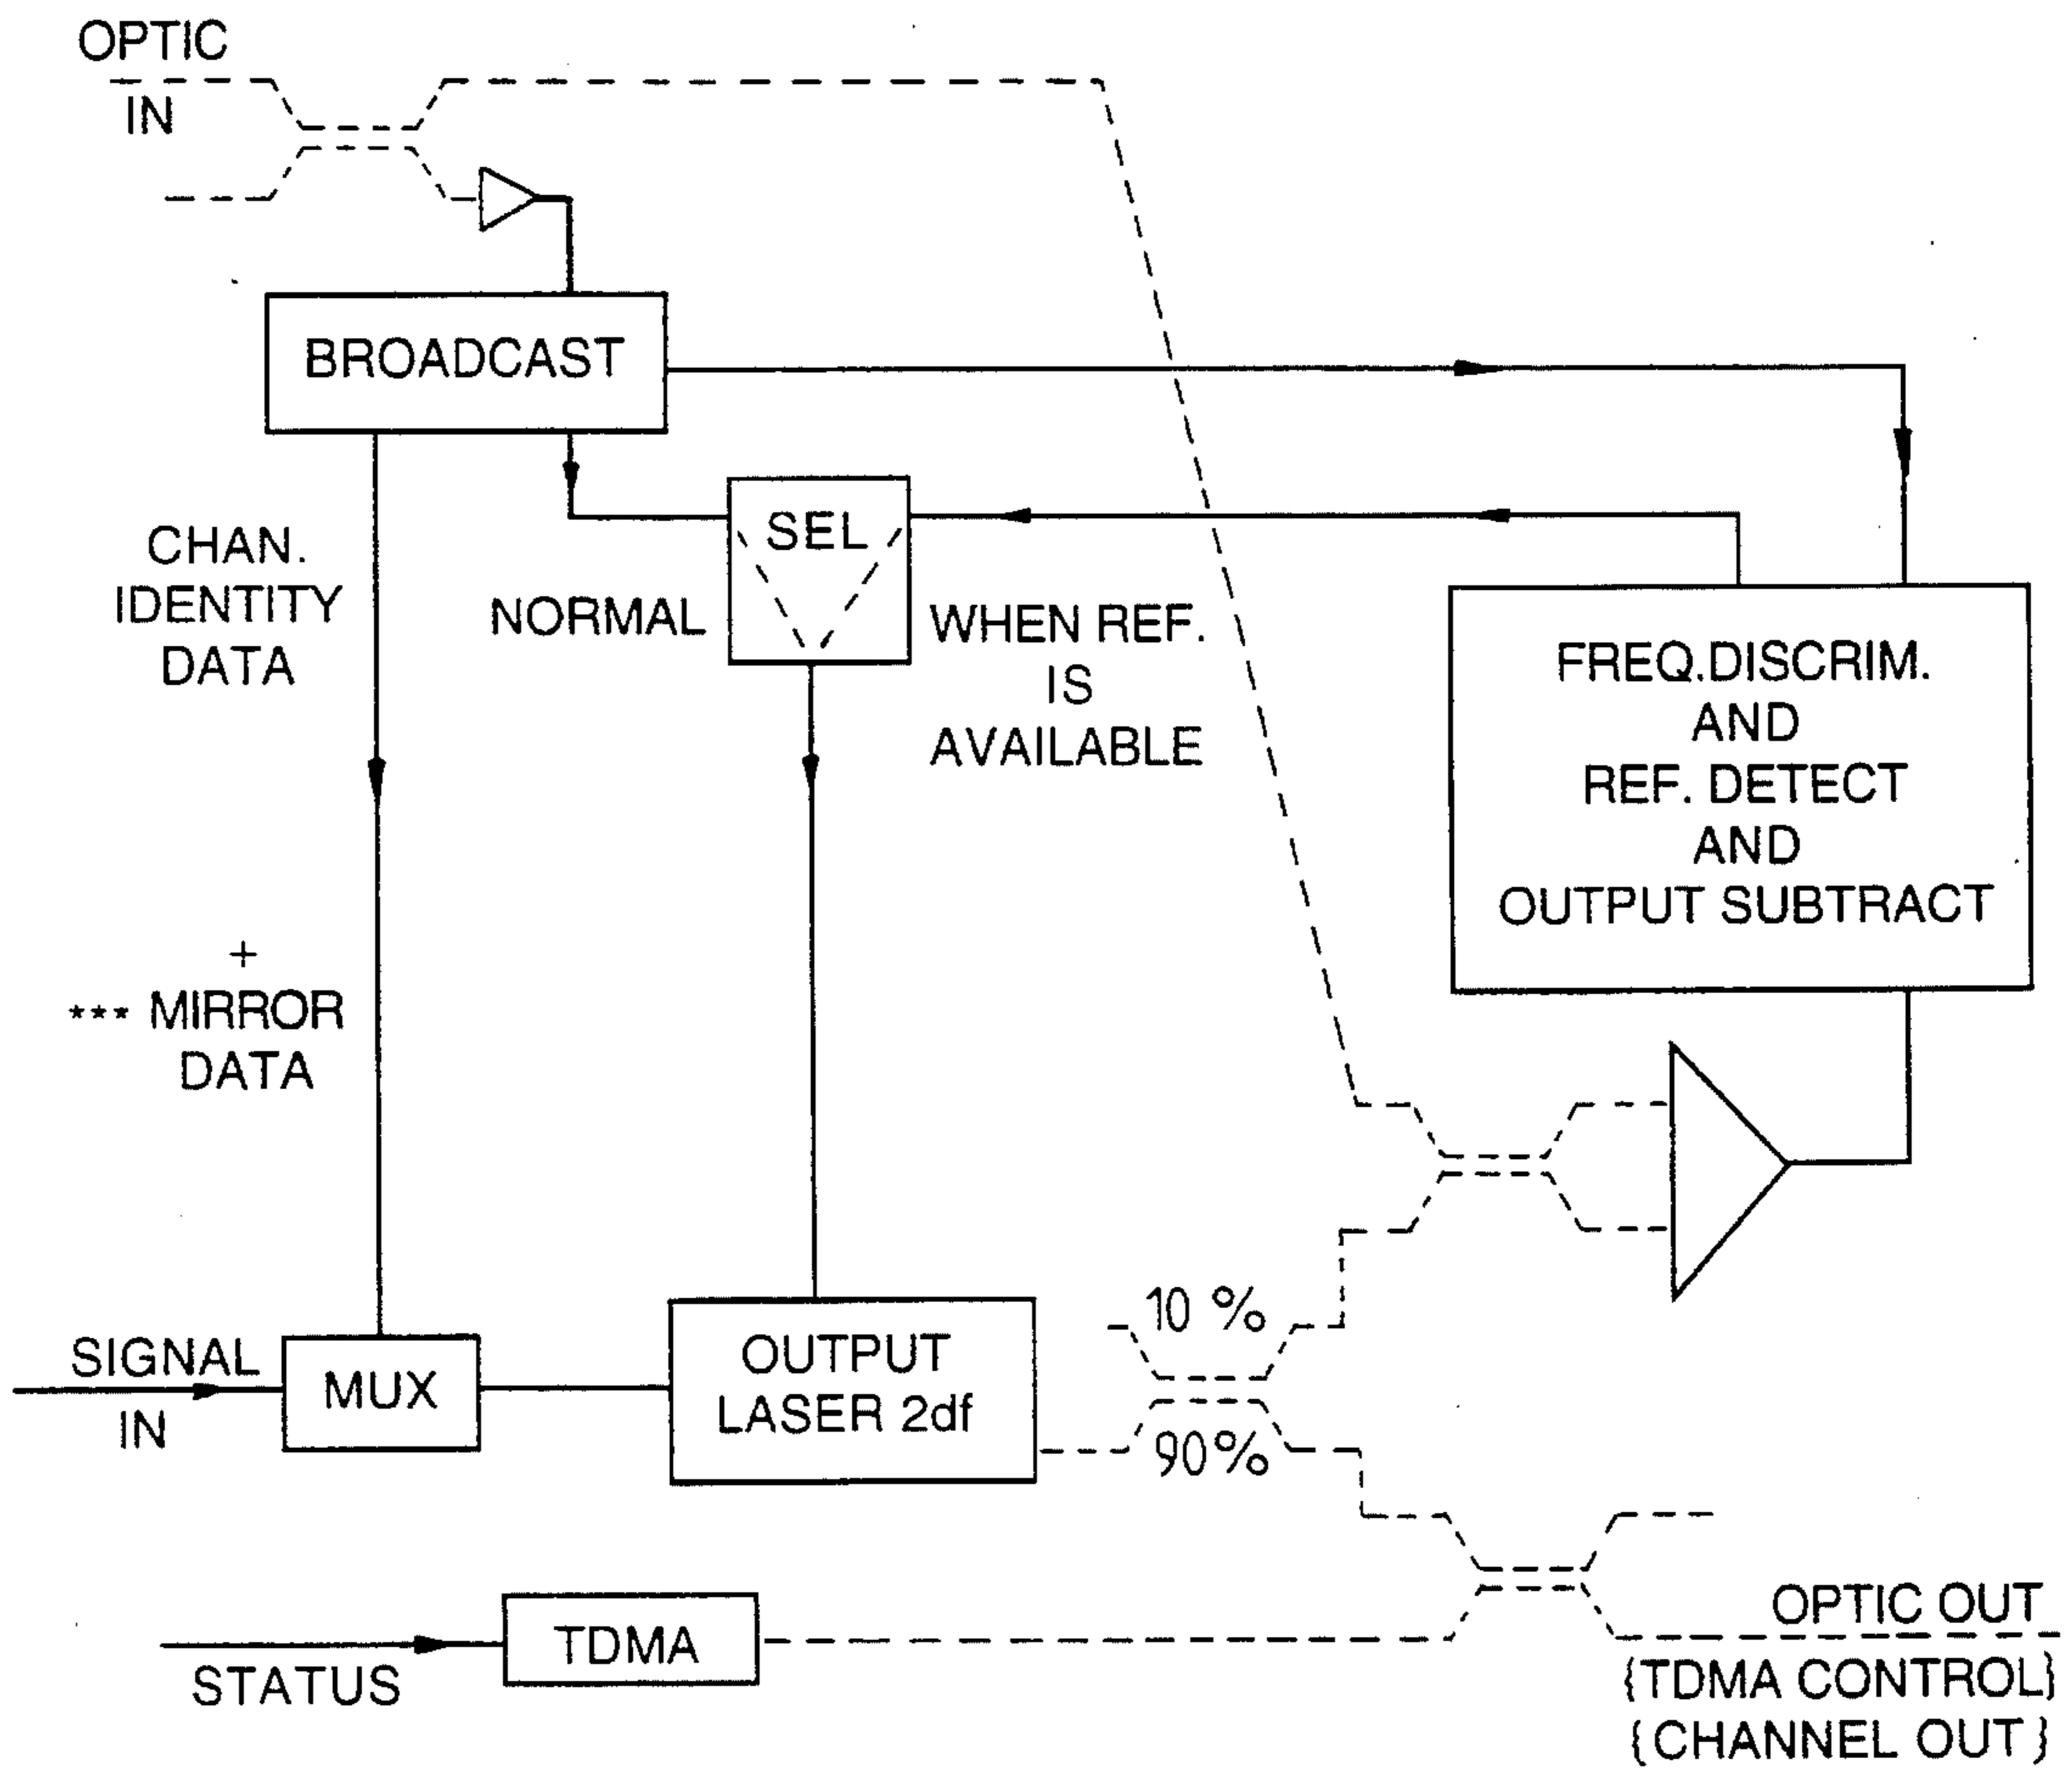 OPTIC
IN
BROADCAST
CHAN.
IDENTITY
DATA
SEL
NORMAL
WHEN REF.
IS
AVAILABLE
FREQ.DISCRIM.
AND
REF. DETECT
AND
OUTPUT SUBTRACT
+
*** MIRROR
DATA
10 %
90%
SIGNAL
IN
MUX
OUTPUT
LASER 2df
STATUS
TDMA
OPTIC OUT
{TDMA CONTROL}
{CHANNEL OUT}